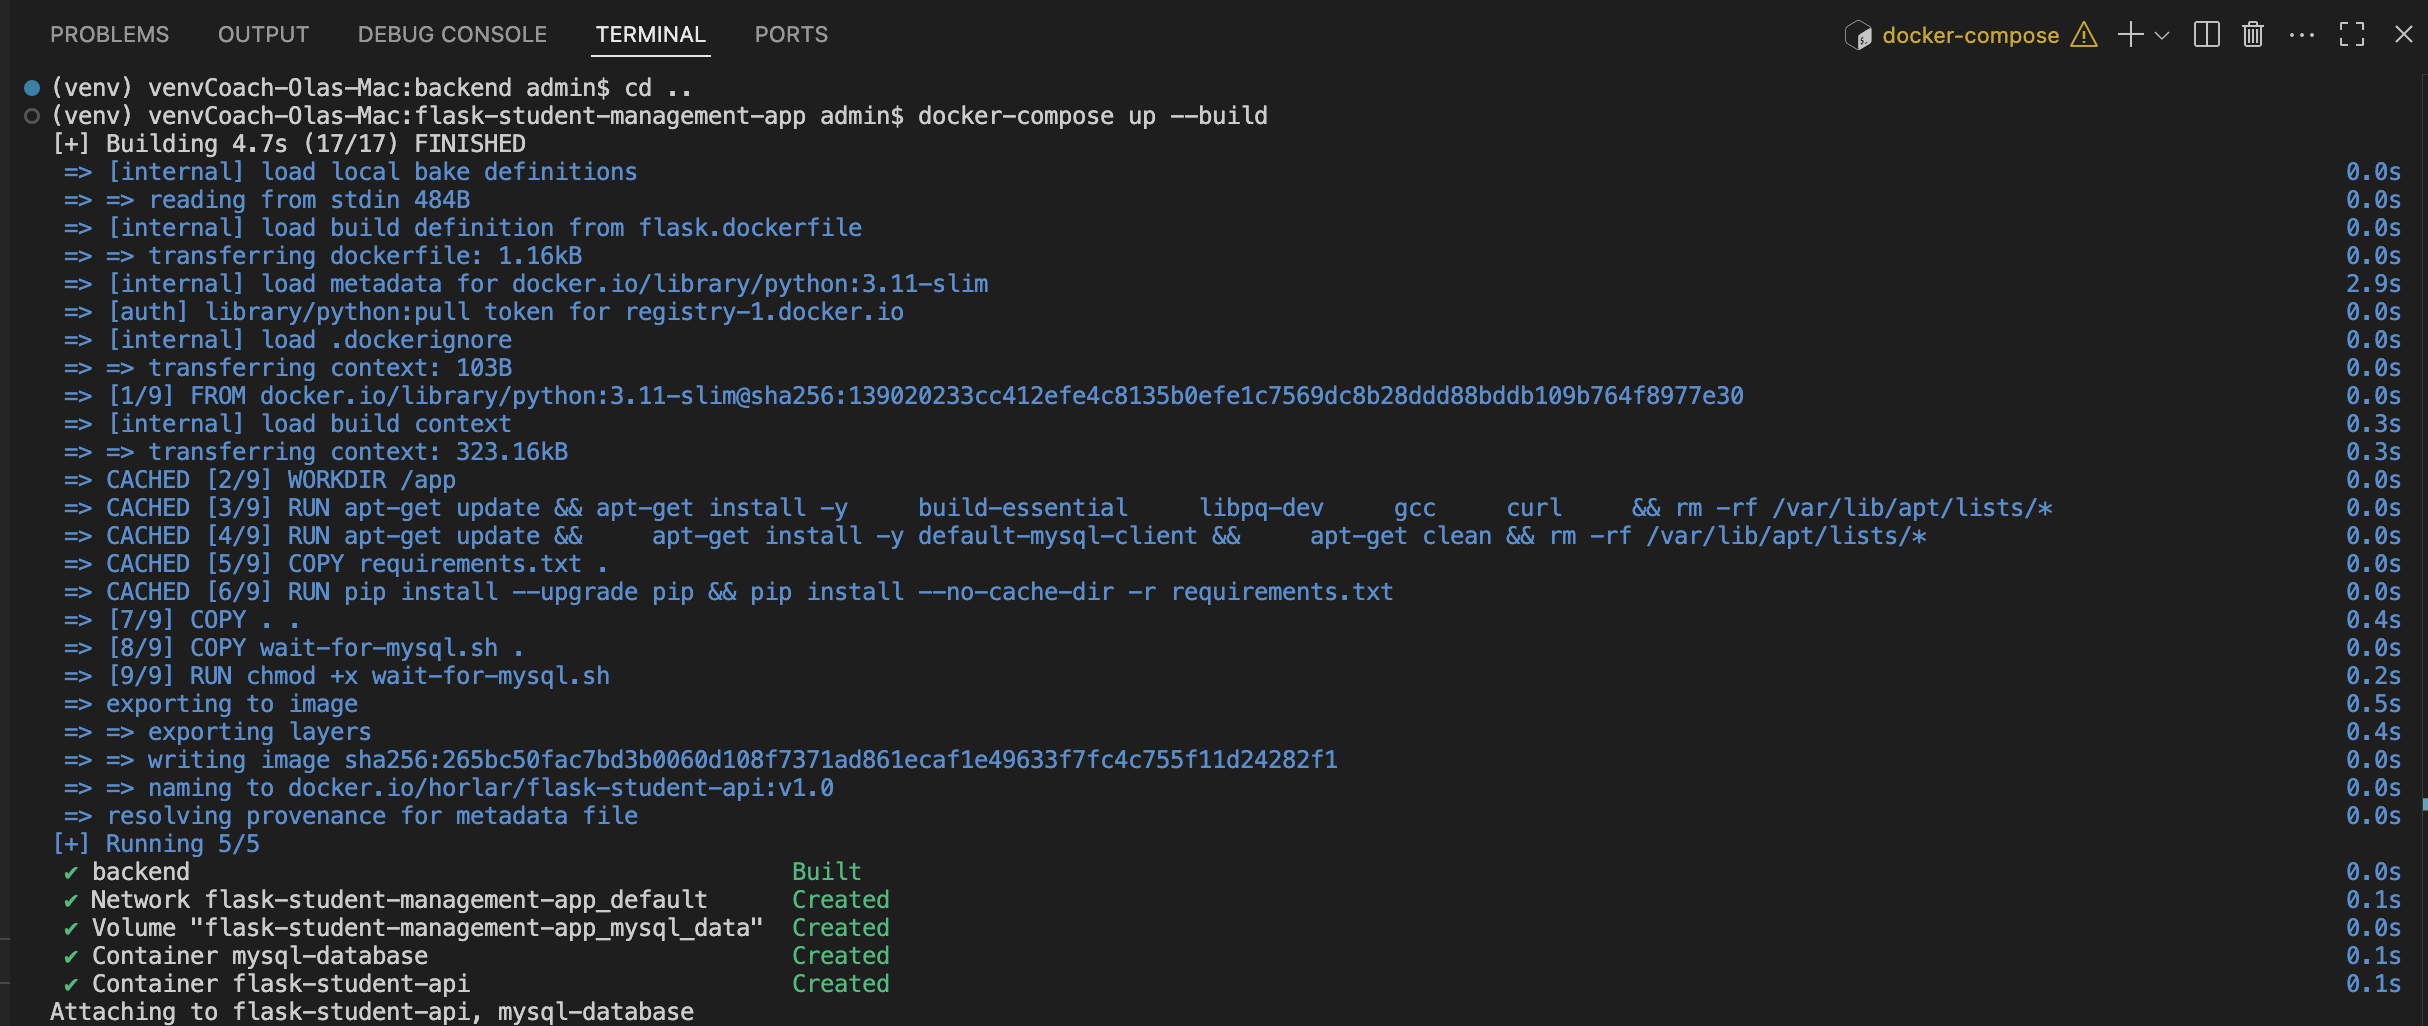 PROBLEMS OUTPUT DEBUG CONSOLE TERMINAL PORTS docker-compose
(venv) venvCoach-Olas-Mac:backend admin$ cd ..
(venv) venvCoach-Olas-Mac:flask-student-management-app admin$ docker-compose up --build
[+] Building 4.7s (17/17) FINISHED
=> [internal] load local bake definitions 0.0s
=> => reading from stdin 484B 0.0s
=> [internal] load build definition from flask.dockerfile 0.0s
=> => transferring dockerfile: 1.16kB 0.0s
=> [internal] load metadata for docker.io/library/python:3.11-slim 2.9s
=> [auth] library/python:pull token for registry-1.docker.io 0.0s
=> [internal] load .dockerignore 0.0s
=> => transferring context: 103B 0.0s
=> [1/9] FROM docker.io/library/python:3.11-slim@sha256:139020233cc412efe4c8135b0efe1c7569dc8b28ddd88bddb109b764f8977e30 0.0s
=> [internal] load build context 0.3s
=> => transferring context: 323.16kB 0.3s
=> CACHED [2/9] WORKDIR /app 0.0s
=> CACHED [3/9] RUN apt-get update && apt-get install -y     build-essential     libpq-dev     gcc     curl     && rm -rf /var/lib/apt/lists/* 0.0s
=> CACHED [4/9] RUN apt-get update &&     apt-get install -y default-mysql-client &&     apt-get clean && rm -rf /var/lib/apt/lists/* 0.0s
=> CACHED [5/9] COPY requirements.txt . 0.0s
=> CACHED [6/9] RUN pip install --upgrade pip && pip install --no-cache-dir -r requirements.txt 0.0s
=> [7/9] COPY . . 0.4s
=> [8/9] COPY wait-for-mysql.sh . 0.0s
=> [9/9] RUN chmod +x wait-for-mysql.sh 0.2s
=> exporting to image 0.5s
=> => exporting layers 0.4s
=> => writing image sha256:265bc50fac7bd3b0060d108f7371ad861ecaf1e49633f7fc4c755f11d24282f1 0.0s
=> => naming to docker.io/horlar/flask-student-api:v1.0 0.0s
=> resolving provenance for metadata file 0.0s
[+] Running 5/5
✔ backend Built 0.0s
✔ Network flask-student-management-app_default Created 0.1s
✔ Volume "flask-student-management-app_mysql_data" Created 0.0s
✔ Container mysql-database Created 0.1s
✔ Container flask-student-api Created 0.1s
Attaching to flask-student-api, mysql-database